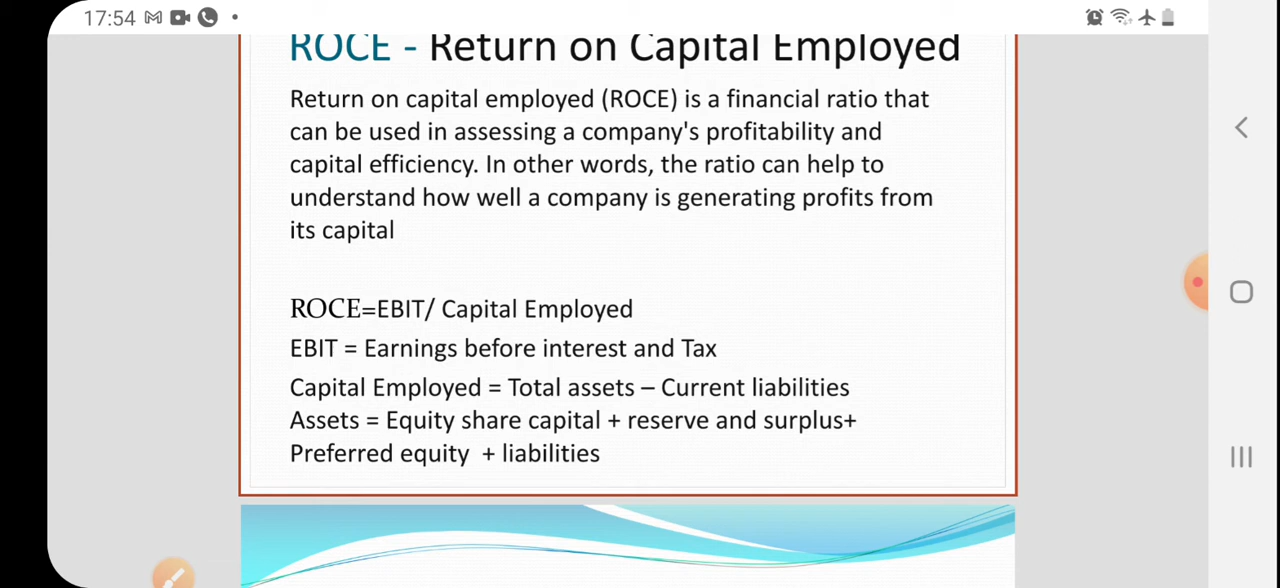 17:54
ROCE - Return on Capital Employed
Return on capital employed (ROCE) is a financial ratio that
can be used in assessing a company's profitability and
capital efficiency. In other words, the ratio can help to
understand how well a company is generating profits from
its capital
ROCE=EBIT/ Capital Employed
EBIT = Earnings before interest and Tax
Capital Employed = Total assets – Current liabilities
Assets = Equity share capital + reserve and surplus+
Preferred equity + liabilities